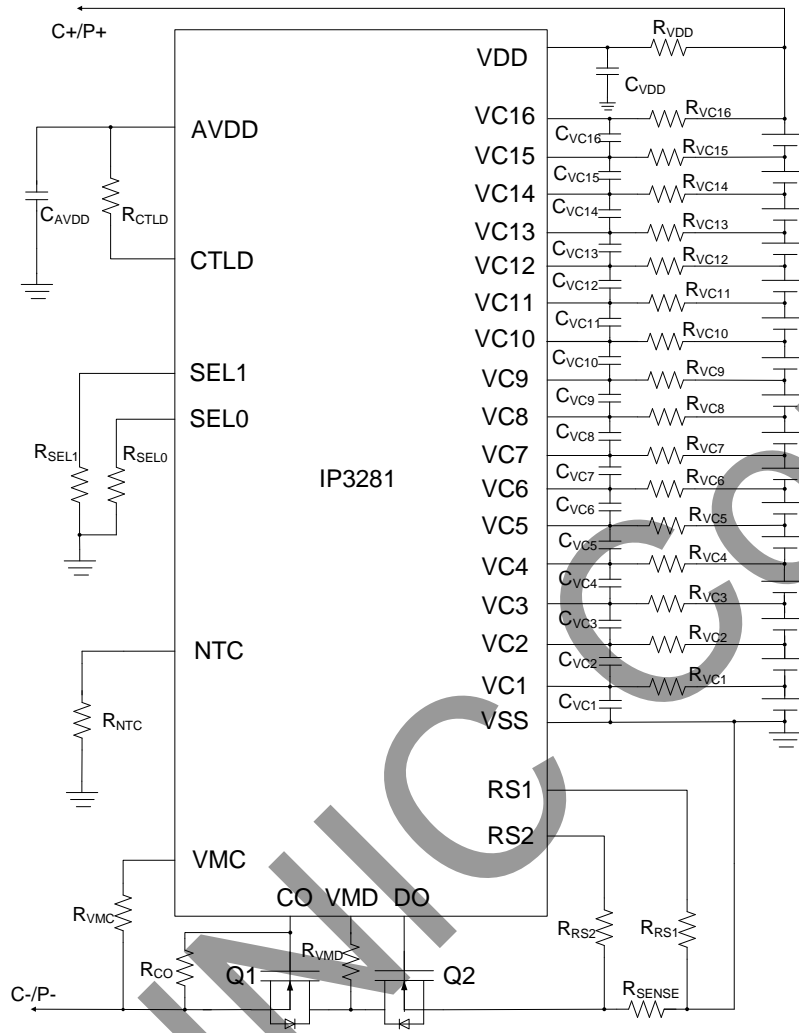 C+/P+
VDD
RVDD
CVDD
AVDD
CAVDD
RCTLD
CTLD
SEL1
SEL0
RSEL1
RSEL0
IP3281
NTC
RNTC
VMC
RVMC
VC16
CVC16
RVC16
VC15
CVC15
RVC15
VC14
CVC14
RVC14
VC13
CVC13
RVC13
VC12
CVC12
RVC12
VC11
CVC11
RVC11
VC10
CVC10
RVC10
VC9
CVC9
RVC9
VC8
CVC8
RVC8
VC7
CVC7
RVC7
VC6
CVC6
RVC6
VC5
CVC5
RVC5
VC4
CVC4
RVC4
VC3
CVC3
RVC3
VC2
CVC2
RVC2
VC1
CVC1
RVC1
VSS
RS1
RS2
RRS2
RRS1
CO VMD DO
RCO
RVMD
Q1
Q2
RSENSE
C-/P-